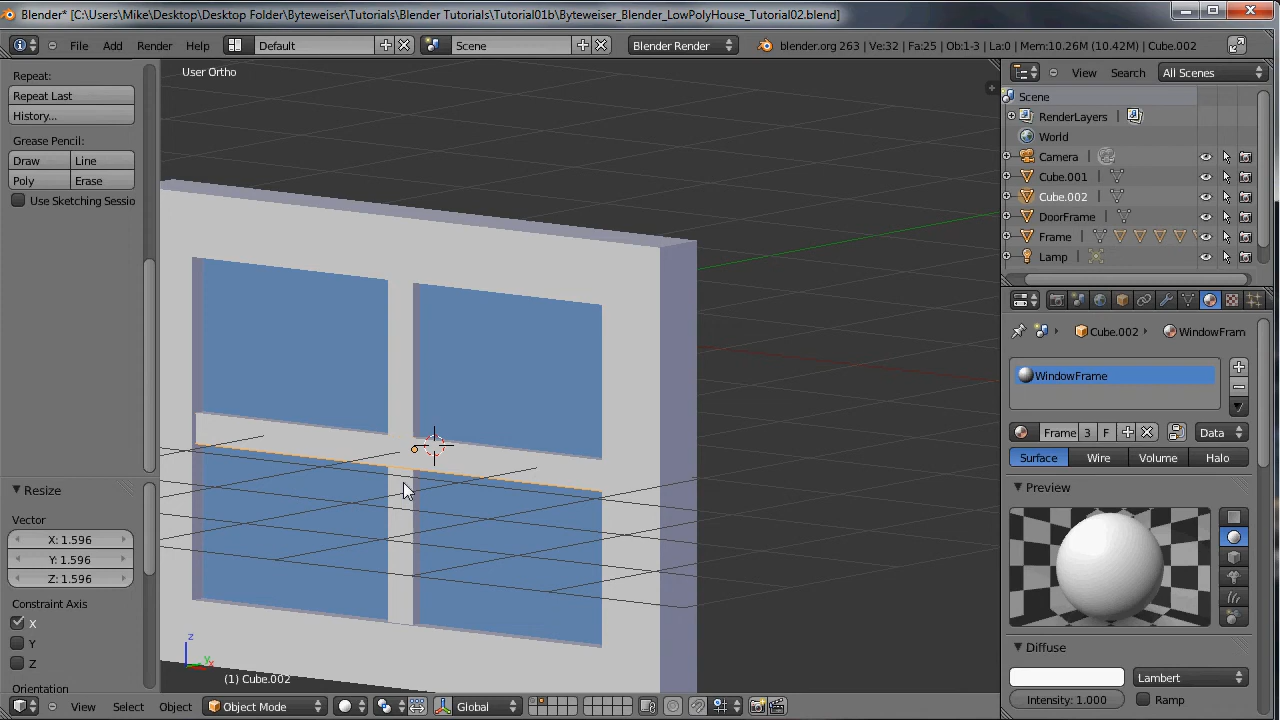 Blender* [C:\Users\Mike\Desktop\Desktop Folder\Byteweiser\Tutorials\Blender Tutorials\Tutorial01b\Byteweiser_Blender_LowPolyHouse_Tutorial02.blend]
File Add Render Help Default Scene Blender Render blender.org 263 | Ve:32 | Fa:25 | Ob:1-3 | La:0 | Mem:10.26M (10.42M) | Cube.002
Repeat:
Repeat Last
History...
Grease Pencil:
Draw Line
Poly Erase
Use Sketching Sessio
Resize
Vector
X: 1.596
Y: 1.596
Z: 1.596
Constraint Axis
X
Y
Z
Orientation
User Ortho
z
y
x
(1) Cube.002
View Select Object Object Mode Global
View Search All Scenes
Scene
RenderLayers
World
Camera
Cube.001
Cube.002
DoorFrame
Frame
Lamp
Cube.002 WindowFram
WindowFrame
Frame 3 F Data
Surface Wire Volume Halo
Preview
Diffuse
Lambert
Intensity: 1.000 Ramp